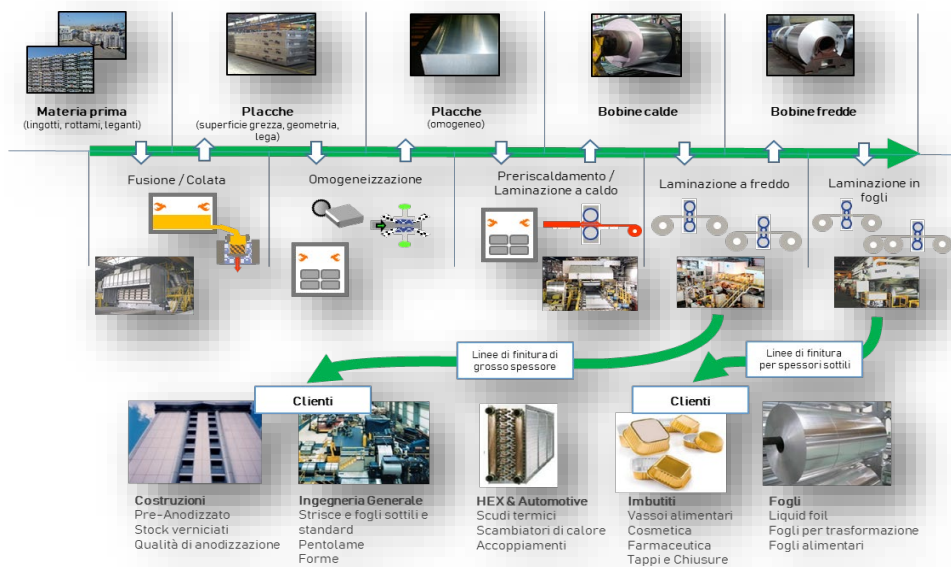 Materia prima
(lingotti, rottami, leganti)
Placche
(superficie grezza, geometria,
lega)
Placche
(omogeneo)
Bobine calde
Bobine fredde
Fusione / Colata
Omogeneizzazione
Preriscaldamento /
Laminazione a caldo
Laminazione a freddo
Laminazione in
fogli
Linee di finitura di
grosso spessore
Linee di finitura
per spessori sottili
Clienti
Clienti
Costruzioni
Pre-Anodizzato
Stock verniciati
Qualità di anodizzazione
Ingegneria Generale
Strisce e fogli sottili e
standard
Pentolame
Forme
HEX & Automotive
Scudi termici
Scambiatori di calore
Accoppiamenti
Imbutiti
Vassoi alimentari
Cosmetica
Farmaceutica
Tappi e Chiusure
Fogli
Liquid foil
Fogli per trasformazione
Fogli alimentari